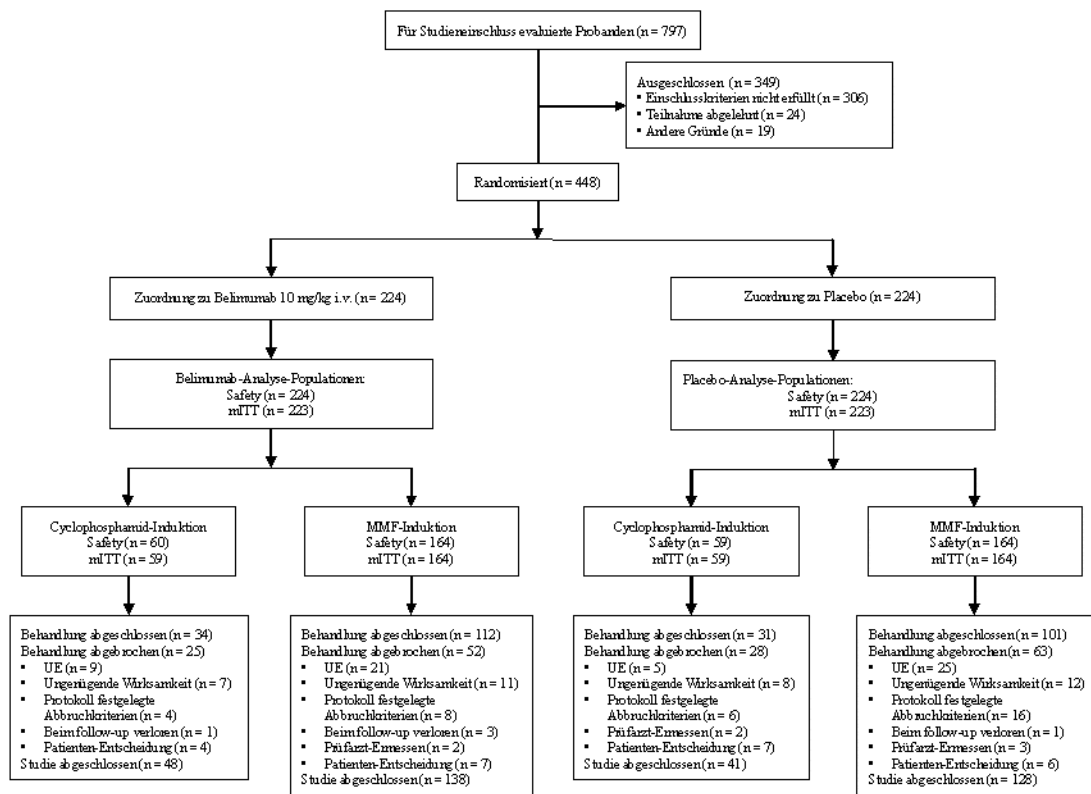 Für Studieneinschluss evaluierte Probanden (n = 797)
Ausgeschlossen (n = 349)
▪ Einschlusskriterien nicht erfüllt (n = 306)
▪ Teilnahme abgelehnt (n = 24)
▪ Andere Gründe (n = 19)
Randomisiert (n = 448)
Zuordnung zu Belimumab 10 mg/kg i.v. (n = 224)
Zuordnung zu Placebo (n = 224)
Belimumab-Analyse-Populationen:
Safety (n = 224)
mITT (n = 223)
Placebo-Analyse-Populationen:
Safety (n = 224)
mITT (n = 223)
Cyclophosphamid-Induktion
Safety (n = 60)
mITT (n = 59)
MMF-Induktion
Safety (n = 164)
mITT (n = 164)
Cyclophosphamid-Induktion
Safety (n = 59)
mITT (n = 59)
MMF-Induktion
Safety (n = 164)
mITT (n = 164)
Behandlung abgeschlossen (n = 34)
Behandlung abgebrochen (n = 25)
▪ UE (n = 9)
▪ Ungenügende Wirksamkeit (n = 7)
▪ Protokoll festgelegte
Abbruchkriterien (n = 4)
▪ Beim follow-up verloren (n = 1)
▪ Patienten-Entscheidung (n = 4)
Studie abgeschlossen (n = 48)
Behandlung abgeschlossen (n = 112)
Behandlung abgebrochen (n = 52)
▪ UE (n = 21)
▪ Ungenügende Wirksamkeit (n = 11)
▪ Protokoll festgelegte
Abbruchkriterien (n = 8)
▪ Beim follow-up verloren (n = 3)
▪ Prüfarzt-Ermessen (n = 2)
▪ Patienten-Entscheidung (n = 7)
Studie abgeschlossen (n = 138)
Behandlung abgeschlossen (n = 31)
Behandlung abgebrochen (n = 28)
▪ UE (n = 5)
▪ Ungenügende Wirksamkeit (n = 8)
▪ Protokoll festgelegte
Abbruchkriterien (n = 6)
▪ Prüfarzt-Ermessen (n = 2)
▪ Patienten-Entscheidung (n = 7)
Studie abgeschlossen (n = 41)
Behandlung abgeschlossen (n = 101)
Behandlung abgebrochen (n = 63)
▪ UE (n = 25)
▪ Ungenügende Wirksamkeit (n = 12)
▪ Protokoll festgelegte
Abbruchkriterien (n = 16)
▪ Beim follow-up verloren (n = 1)
▪ Prüfarzt-Ermessen (n = 3)
▪ Patienten-Entscheidung (n = 6)
Studie abgeschlossen (n = 128)